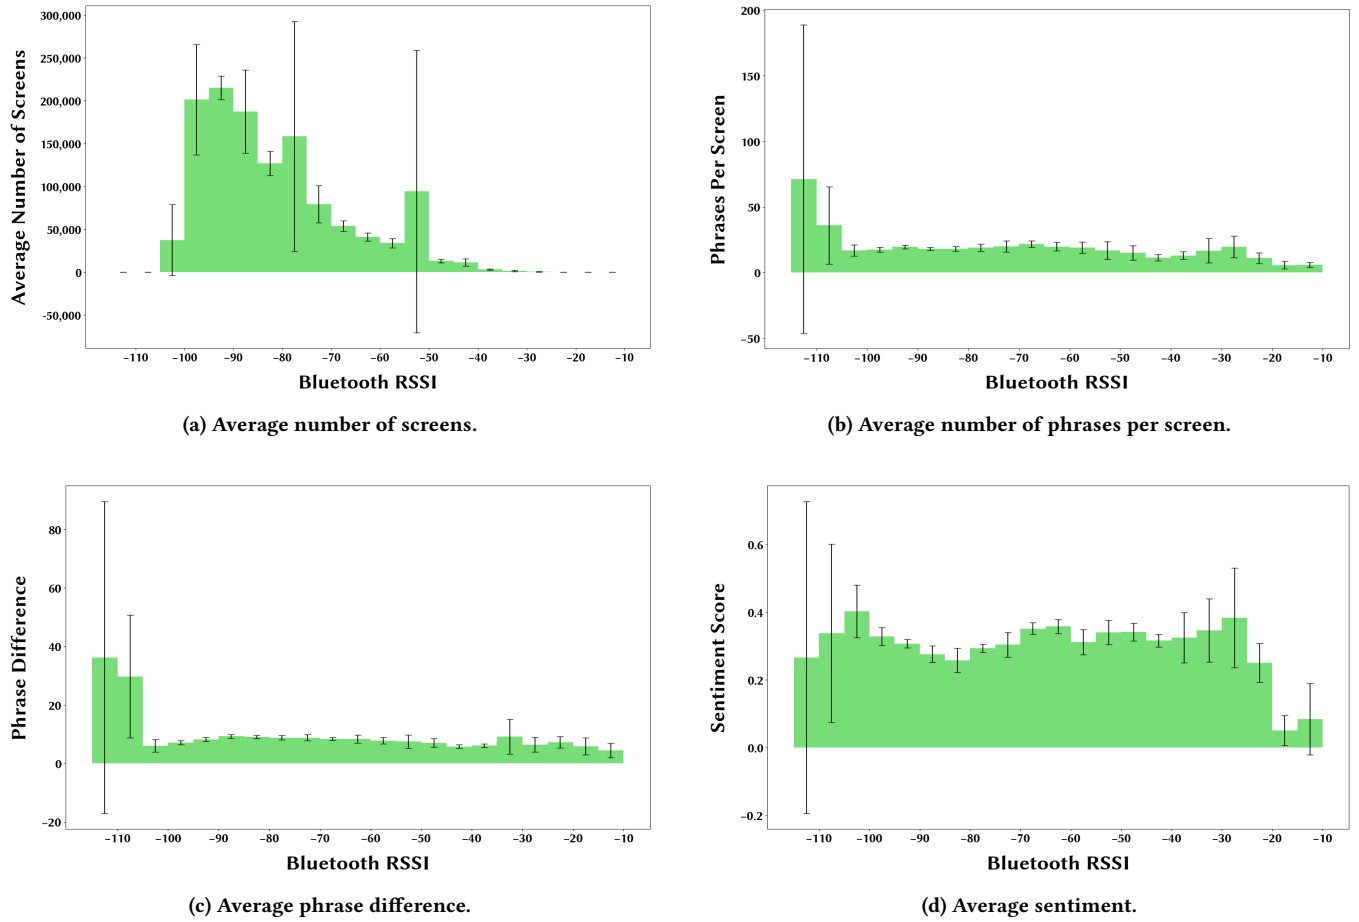 300,000
250,000
200,000
150,000
100,000
50,000
0
−50,000
Average Number of Screens
−110 −100 −90 −80 −70 −60 −50 −40 −30 −20 −10
Bluetooth RSSI
(a) Average number of screens.
200
150
100
50
0
−50
Phrases Per Screen
−110 −100 −90 −80 −70 −60 −50 −40 −30 −20 −10
Bluetooth RSSI
(b) Average number of phrases per screen.
80
60
40
20
0
−20
Phrase Difference
−110 −100 −90 −80 −70 −60 −50 −40 −30 −20 −10
Bluetooth RSSI
(c) Average phrase difference.
0.6
0.4
0.2
0.0
−0.2
Sentiment Score
−110 −100 −90 −80 −70 −60 −50 −40 −30 −20 −10
Bluetooth RSSI
(d) Average sentiment.